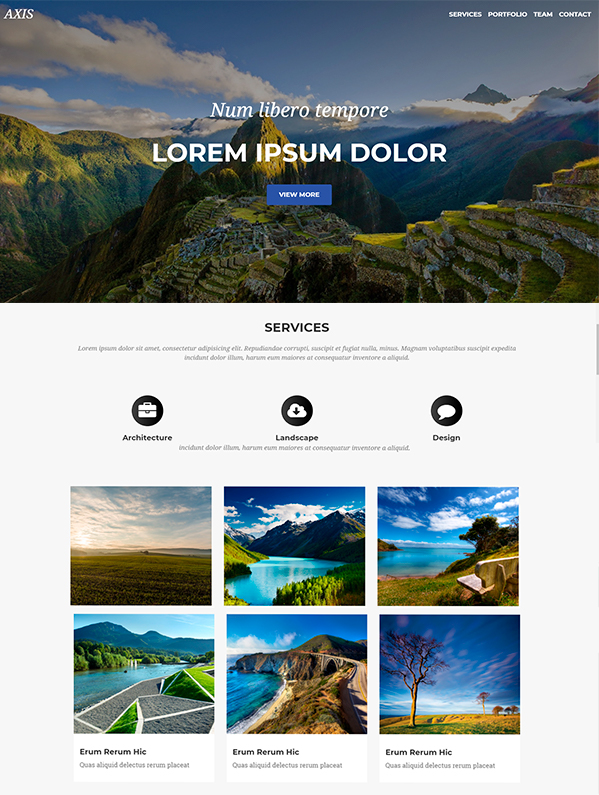 AXIS
SERVICES PORTFOLIO TEAM CONTACT
Num libero tempore
LOREM IPSUM DOLOR
VIEW MORE
SERVICES
Lorem ipsum dolor sit amet, consectetur adipisicing elit. Repudiandae corrupti, suscipit et fugiat nulla, minus. Magnam voluptatibus suscipit expedita
incidunt dolor illum, harum eum maiores at consequatur inventore a aliquid.
Architecture Landscape Design
incidunt dolor illum, harum eum maiores at consequatur inventore a aliquid.
Erum Rerum Hic Erum Rerum Hic Erum Rerum Hic
Quas aliquid delectus rerum placeat Quas aliquid delectus rerum placeat Quas aliquid delectus rerum placeat